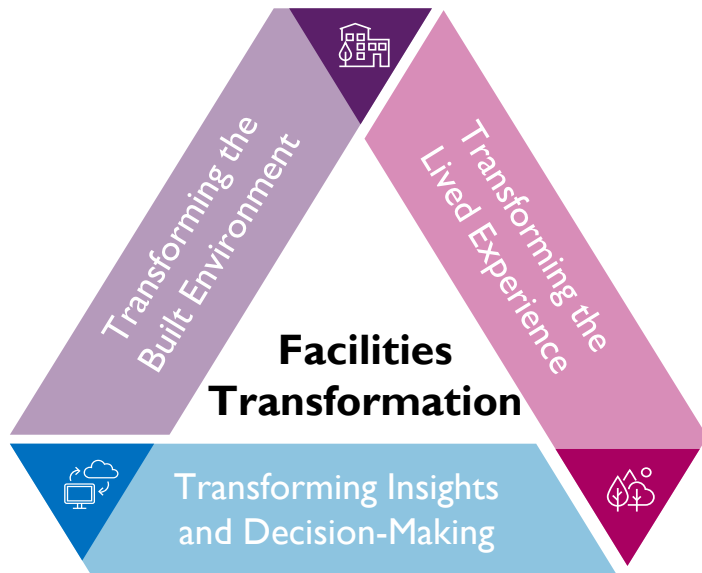 Transforming the
Built Environment
Transforming the
Lived Experience
Facilities
Transformation
Transforming Insights
and Decision-Making